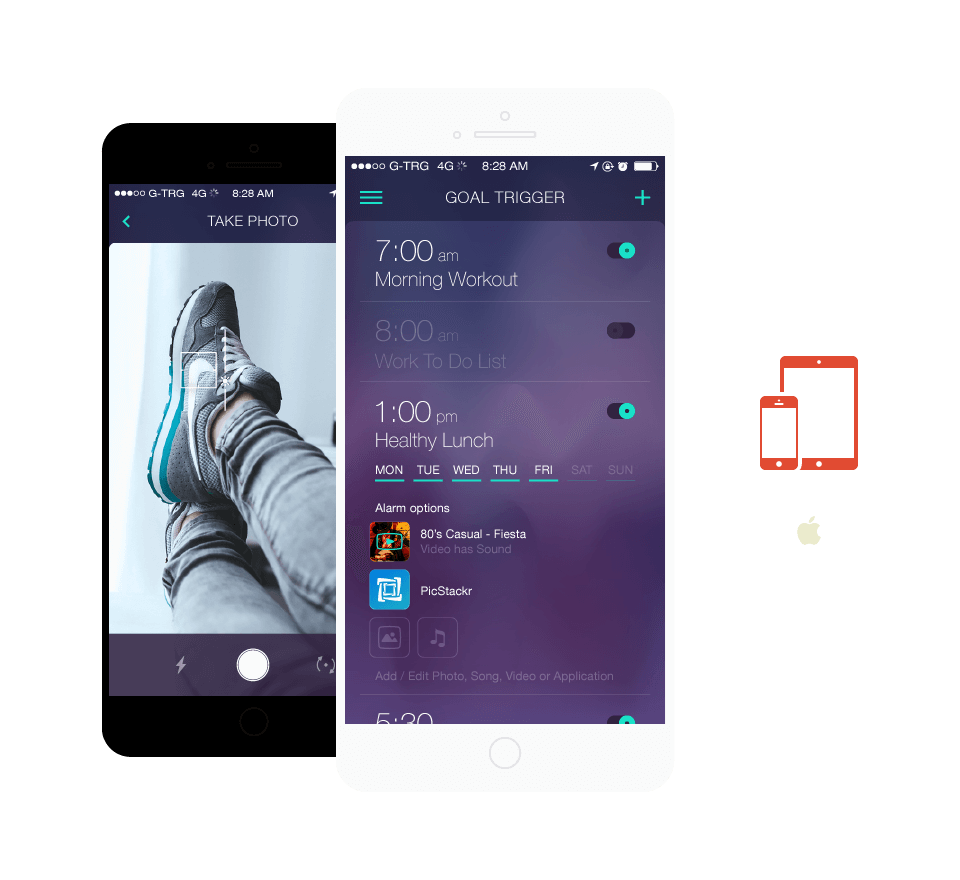 G-TRG 4G 8:28 AM
TAKE PHOTO
G-TRG 4G 8:28 AM
GOAL TRIGGER
7:00 am
Morning Workout
8:00 am
Work To Do List
1:00 pm
Healthy Lunch
MON TUE WED THU FRI SAT SUN
Alarm options
80's Casual - Fiesta
Video has Sound
PicStackr
Add / Edit Photo, Song, Video or Application
5:30